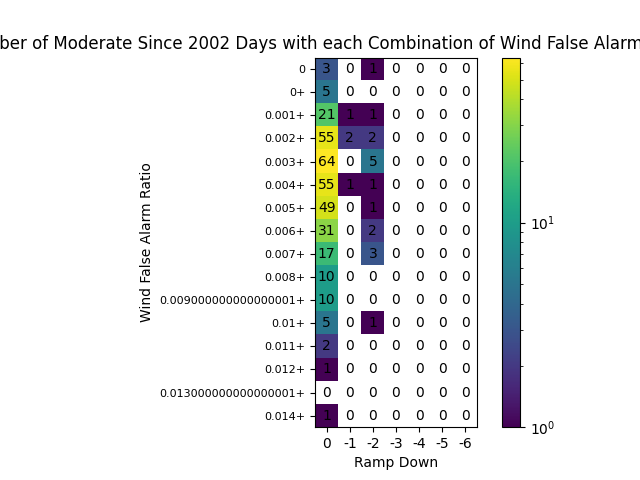 ber of Moderate Since 2002 Days with each Combination of Wind False Alarm
0 3 0 1 0 0 0 0
0+ 5 0 0 0 0 0 0
0.001+ 21 1 1 0 0 0 0
0.002+ 55 2 2 0 0 0 0
0.003+ 64 0 5 0 0 0 0
0.004+ 55 1 1 0 0 0 0
0.005+ 49 0 1 0 0 0 0
0.006+ 31 0 2 0 0 0 0
0.007+ 17 0 3 0 0 0 0
0.008+ 10 0 0 0 0 0 0
0.009000000000000001+ 10 0 0 0 0 0 0
0.01+ 5 0 1 0 0 0 0
0.011+ 2 0 0 0 0 0 0
0.012+ 1 0 0 0 0 0 0
0.013000000000000001+ 0 0 0 0 0 0 0
0.014+ 1 0 0 0 0 0 0
0 -1 -2 -3 -4 -5 -6
Ramp Down
Wind False Alarm Ratio
10¹
10⁰